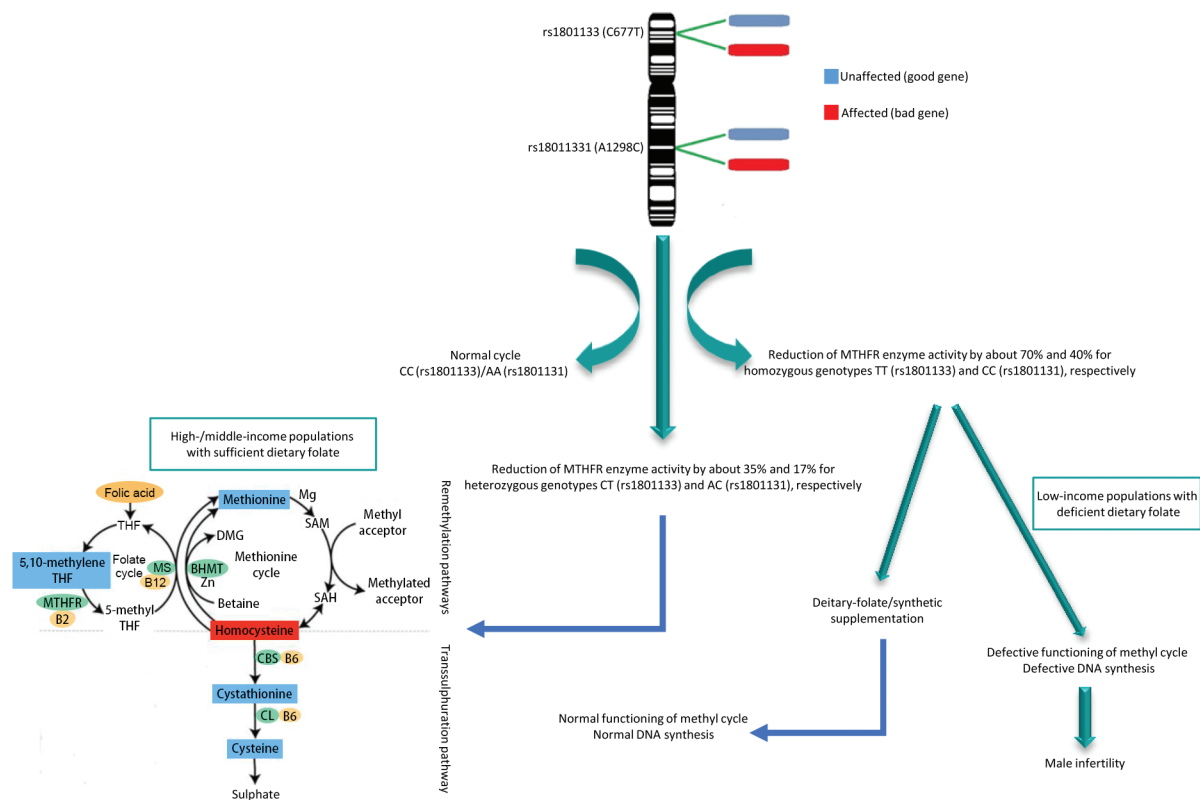 rs1801133 (C677T)
Unaffected (good gene)
Affected (bad gene)
rs18011331 (A1298C)
Normal cycle
CC (rs1801133)/AA (rs1801131)
Reduction of MTHFR enzyme activity by about 70% and 40% for
homozygous genotypes TT (rs1801133) and CC (rs1801131), respectively
High-/middle-income populations
with sufficient dietary folate
Reduction of MTHFR enzyme activity by about 35% and 17% for
heterozygous genotypes CT (rs1801133) and AC (rs1801131), respectively
Low-income populations with
deficient dietary folate
Folic acid
THF
5,10-methylene
THF
Folate
cycle
MTHFR
B2
5-methyl
THF
MS
B12
Methionine
Mg
SAM
DMG
BHMT
Zn
Methionine
cycle
Betaine
SAH
Methyl
acceptor
Methylated
acceptor
Homocysteine
Remethylation pathways
CBS
B6
Cystathionine
CL
B6
Cysteine
Sulphate
Transsulphuration pathway
Deitary-folate/synthetic
supplementation
Defective functioning of methyl cycle
Defective DNA synthesis
Normal functioning of methyl cycle
Normal DNA synthesis
Male infertility